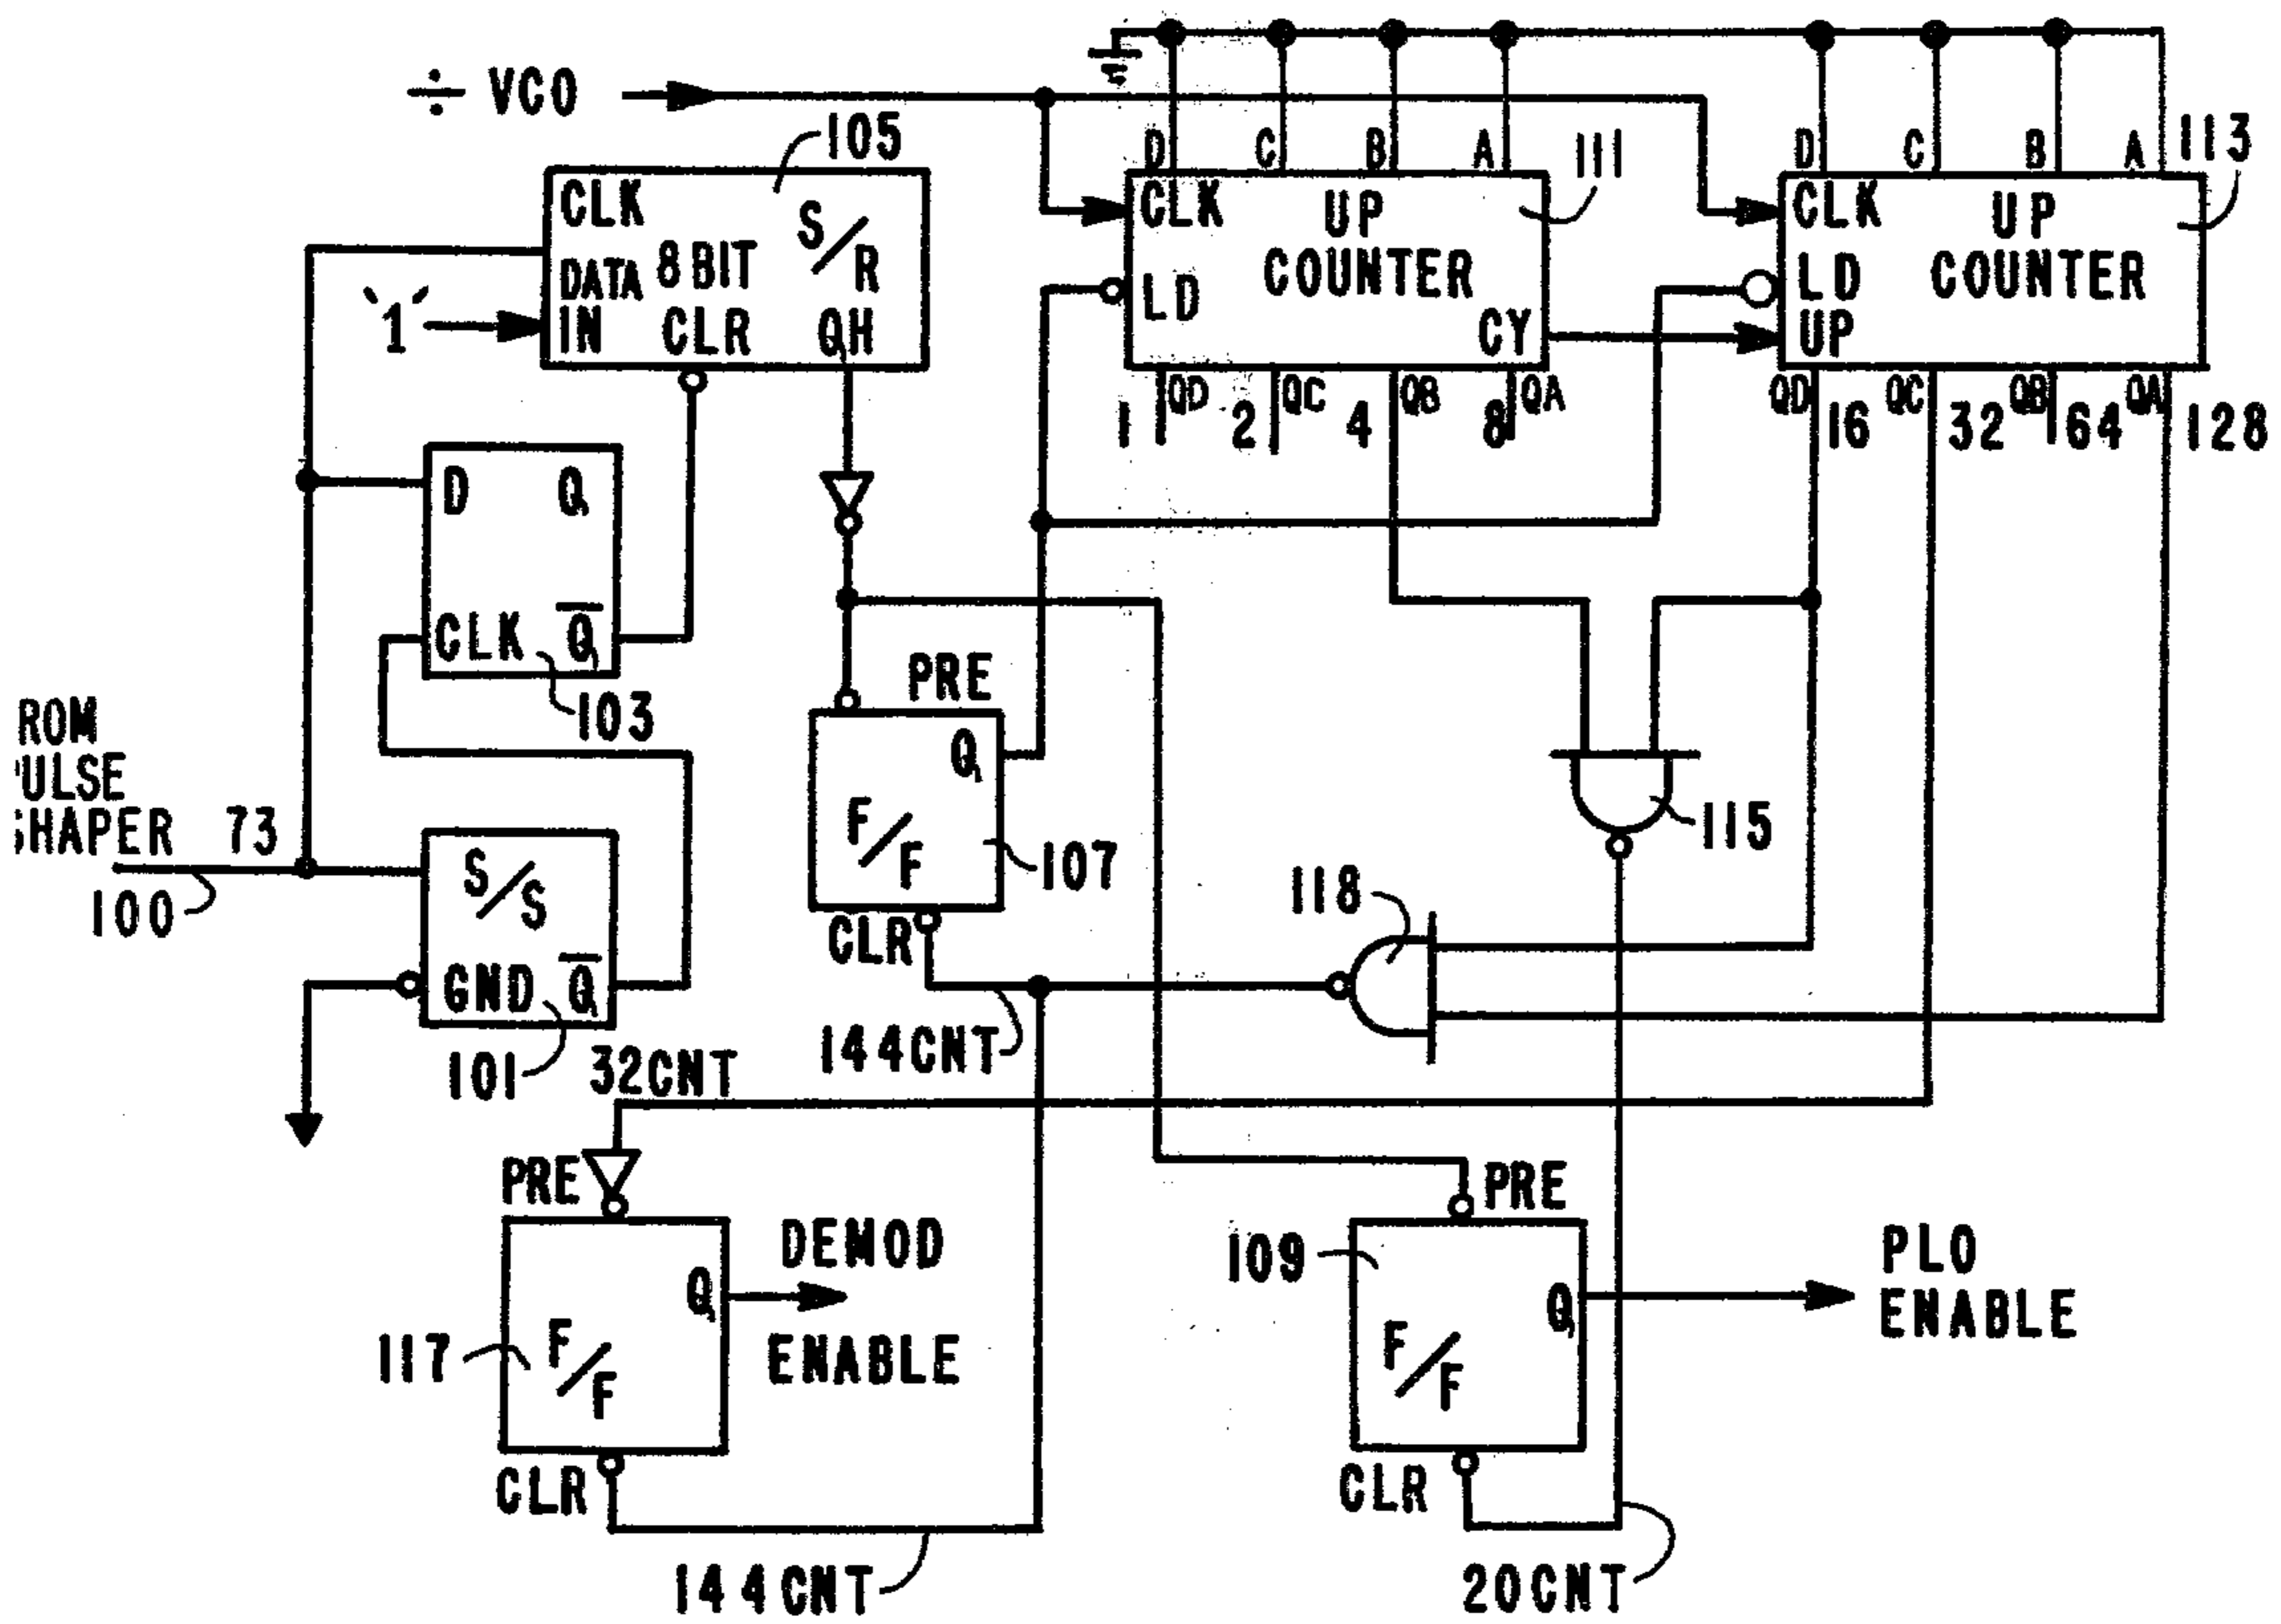 ÷ VCO
105
D C B A
111
D C B A
113
CLK
8 BIT S/R
DATA
IN CLR QH
'1'
CLK UP
COUNTER
LD
CY
CLK UP
COUNTER
LD
UP
1 QD 2 QC 4 QB 8 QA
QD 16 QC 32 QB 64 QA 128
D Q
CLK Q̅
103
ROM
ULSE
HAPER 73
100
PRE
Q
F/F
107
CLR
115
118
S/S
GND Q̅
101
32CNT
144CNT
PRE
DEMOD
ENABLE
Q
F/F
117
CLR
144CNT
PRE
109
Q
F/F
PLO
ENABLE
CLR
20CNT